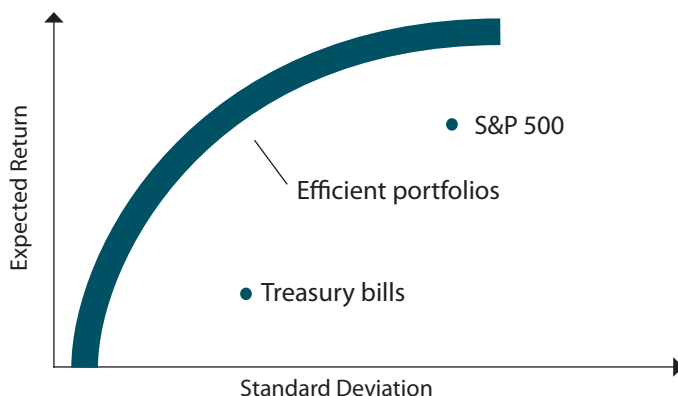 Expected Return
S&P 500
Efficient portfolios
Treasury bills
Standard Deviation